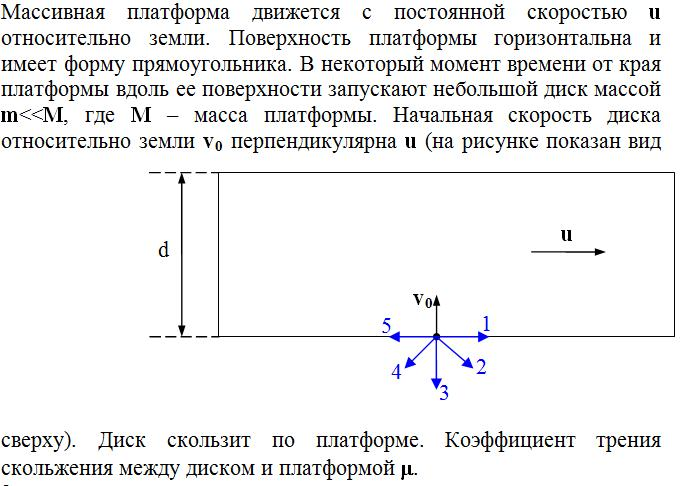 Массивная платформа движется с постоянной скоростью u
относительно земли. Поверхность платформы горизонтальна и
имеет форму прямоугольника. В некоторый момент времени от края
платформы вдоль ее поверхности запускают небольшой диск массой
m<<M, где M – масса платформы. Начальная скорость диска
относительно земли v₀ перпендикулярна u (на рисунке показан вид
d
u
v₀
5
1
4
2
3
сверху). Диск скользит по платформе. Коэффициент трения
скольжения между диском и платформой μ.